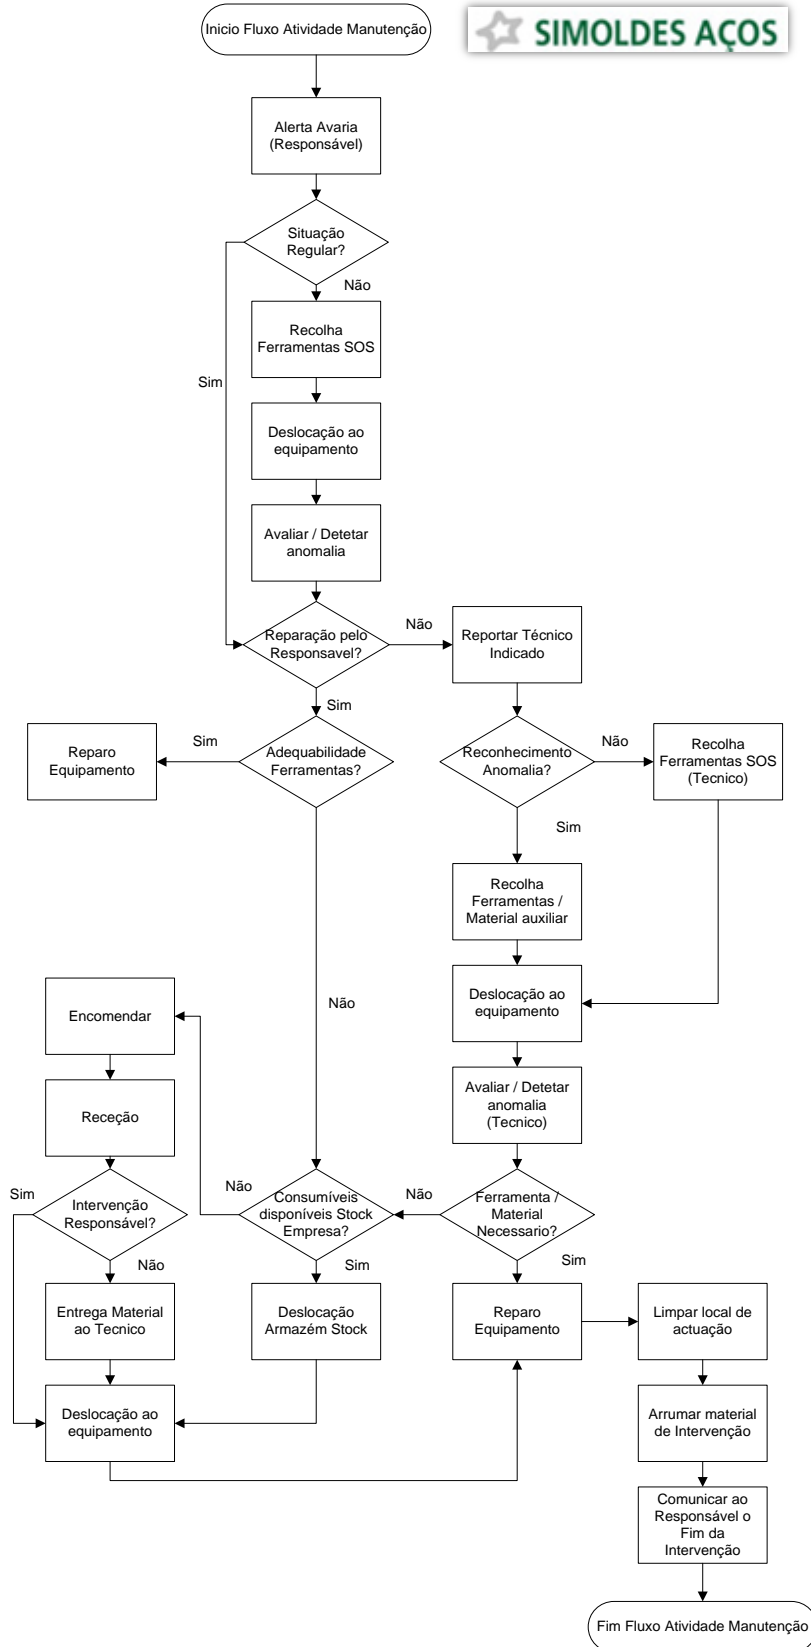 Inicio Fluxo Atividade Manutenção
SIMOLDES AÇOS
Alerta Avaria
(Responsável)
Situação
Regular?
Não
Recolha
Ferramentas SOS
Sim
Deslocação ao
equipamento
Avaliar / Detetar
anomalia
Reparação pelo
Responsavel?
Não
Reportar Técnico
Indicado
Sim
Reparo
Equipamento
Sim
Adequabilidade
Ferramentas?
Reconhecimento
Anomalia?
Não
Recolha
Ferramentas SOS
(Tecnico)
Sim
Recolha
Ferramentas /
Material auxiliar
Não
Encomendar
Deslocação ao
equipamento
Receção
Avaliar / Detetar
anomalia
(Tecnico)
Sim
Intervenção
Responsável?
Não
Não
Consumíveis
disponíveis Stock
Empresa?
Não
Ferramenta /
Material
Necessario?
Sim
Sim
Entrega Material
ao Tecnico
Deslocação
Armazém Stock
Reparo
Equipamento
Limpar local de
actuação
Deslocação ao
equipamento
Arrumar material
de Intervenção
Comunicar ao
Responsável o
Fim da
Intervenção
Fim Fluxo Atividade Manutenção